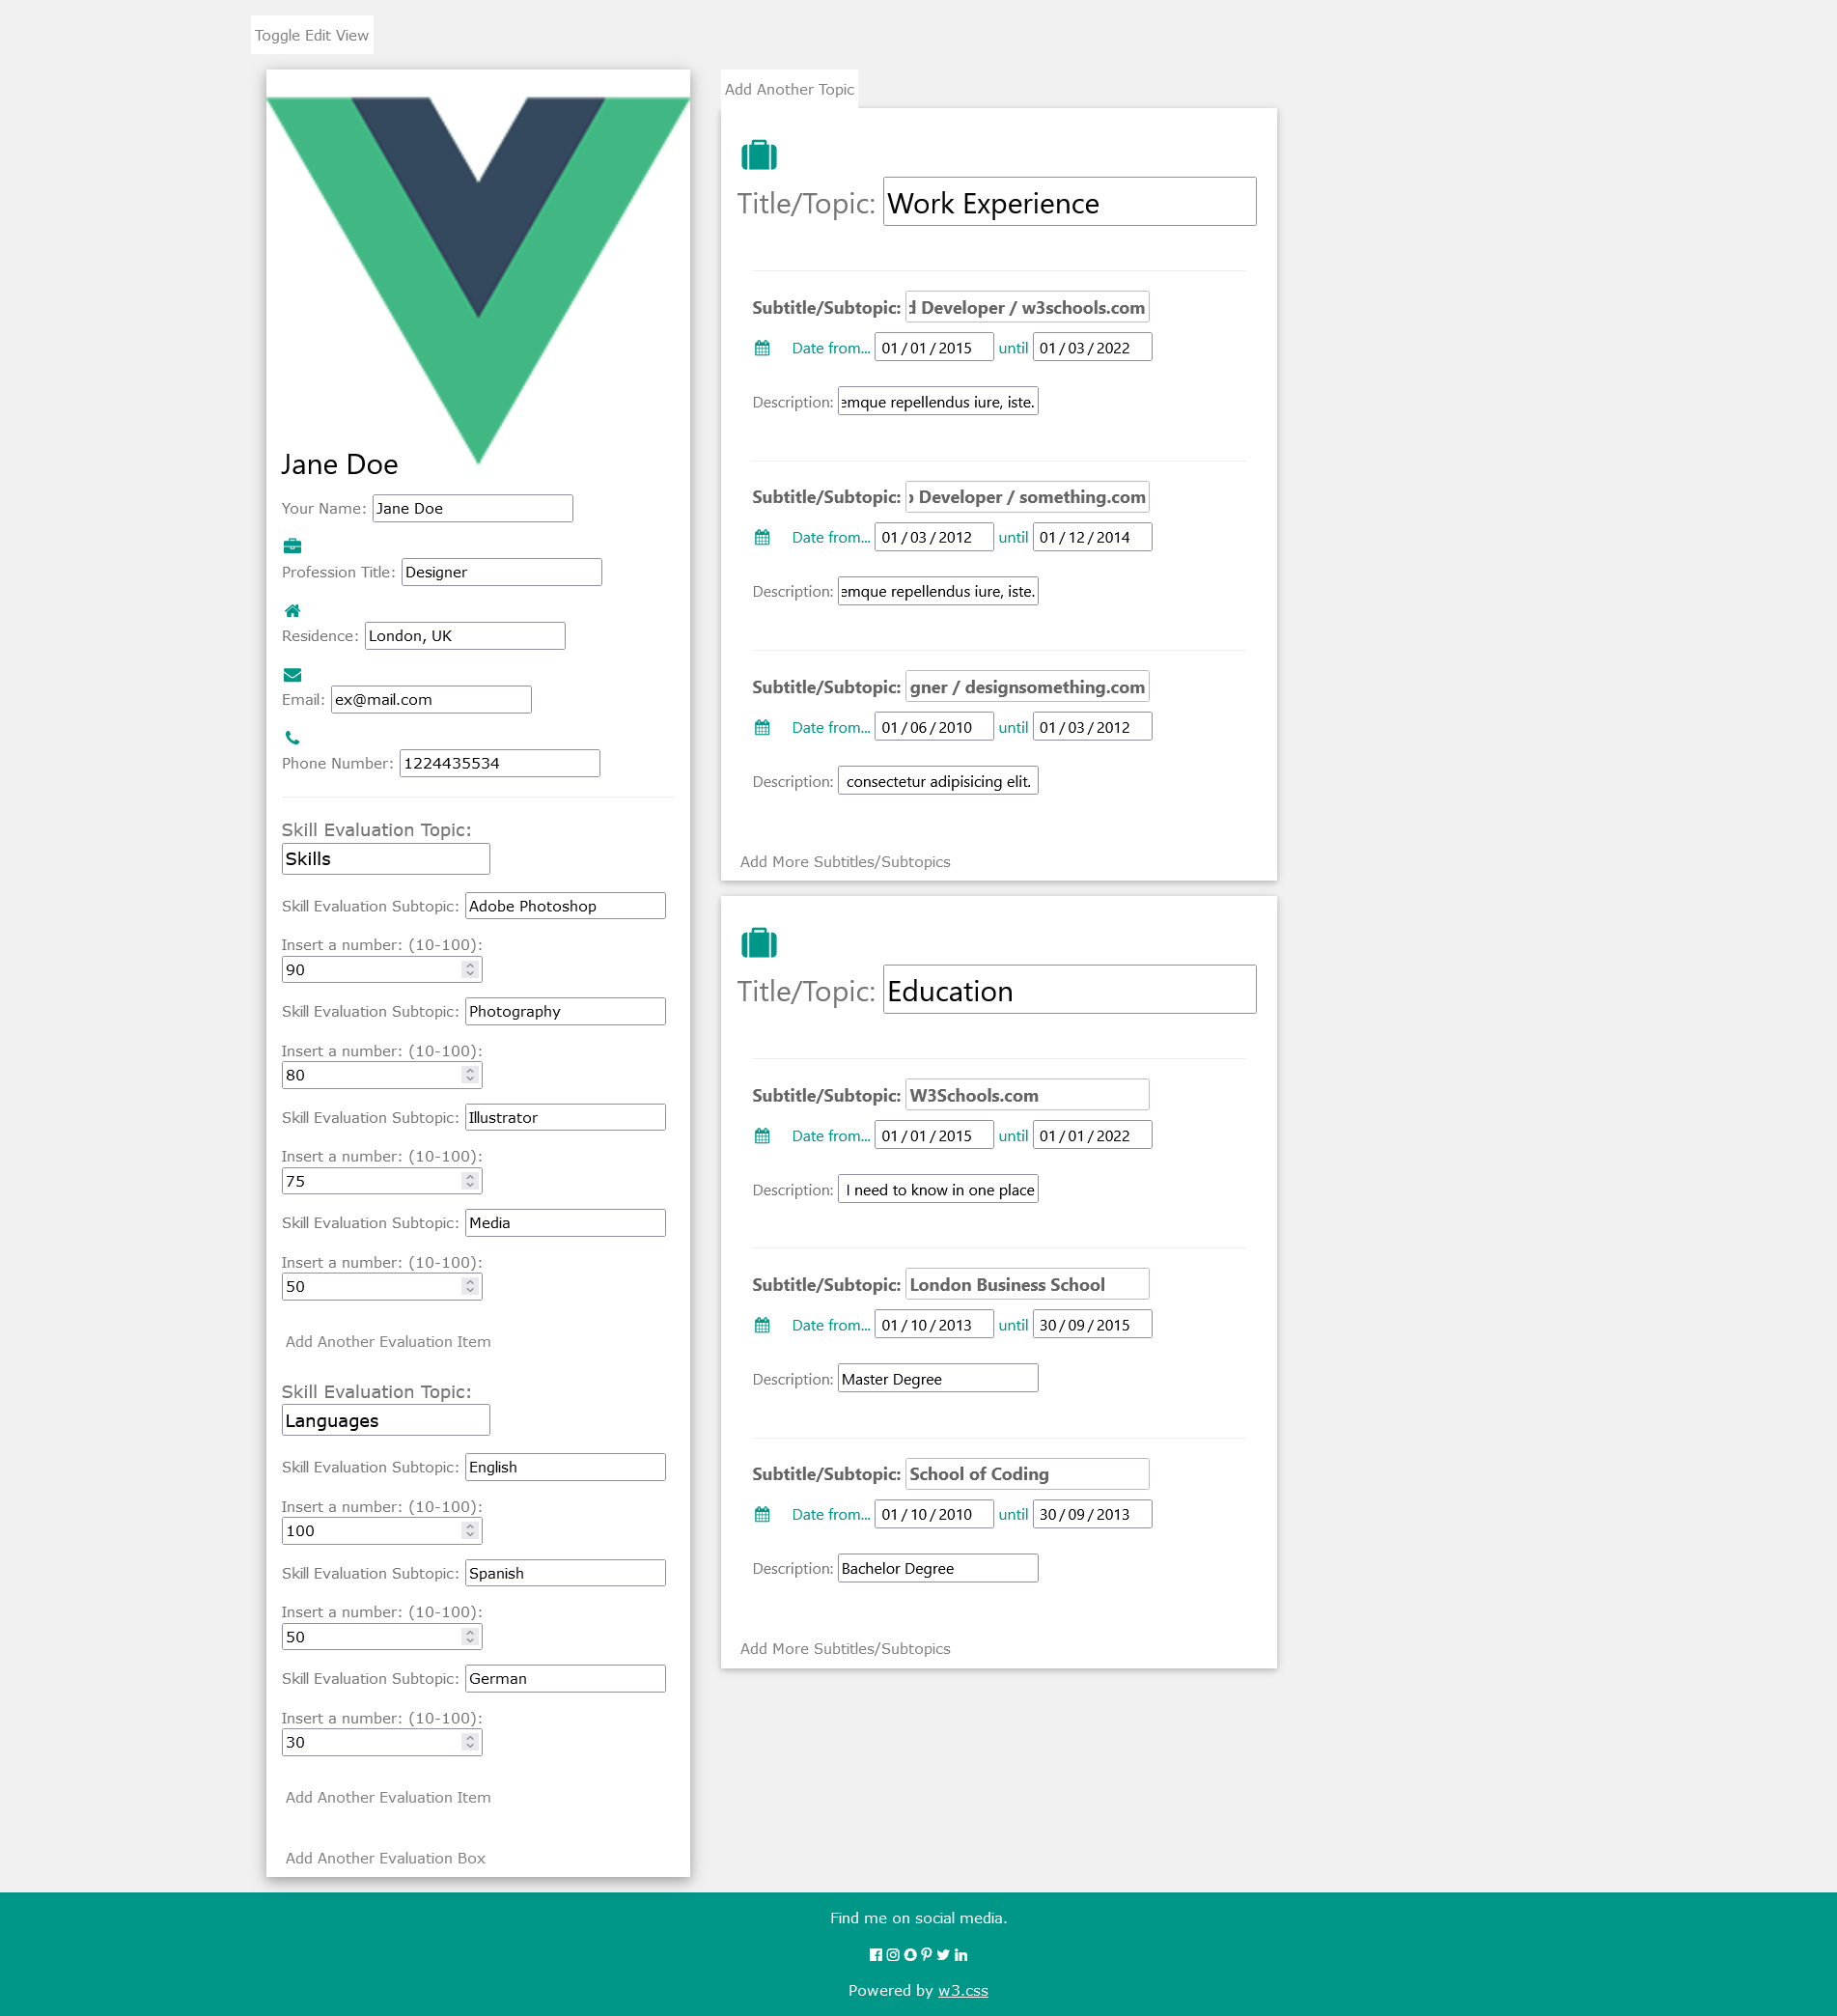 Toggle Edit View
Jane Doe
Your Name: Jane Doe
Profession Title: Designer
Residence: London, UK
Email: ex@mail.com
Phone Number: 1224435534
Skill Evaluation Topic:
Skills
Skill Evaluation Subtopic: Adobe Photoshop
Insert a number: (10-100):
90
Skill Evaluation Subtopic: Photography
Insert a number: (10-100):
80
Skill Evaluation Subtopic: Illustrator
Insert a number: (10-100):
75
Skill Evaluation Subtopic: Media
Insert a number: (10-100):
50
Add Another Evaluation Item
Skill Evaluation Topic:
Languages
Skill Evaluation Subtopic: English
Insert a number: (10-100):
100
Skill Evaluation Subtopic: Spanish
Insert a number: (10-100):
50
Skill Evaluation Subtopic: German
Insert a number: (10-100):
30
Add Another Evaluation Item
Add Another Evaluation Box
Add Another Topic
Title/Topic: Work Experience
Subtitle/Subtopic: d Developer / w3schools.com
Date from... 01/01/2015 until 01/03/2022
Description: emque repellendus iure, iste.
Subtitle/Subtopic: Developer / something.com
Date from... 01/03/2012 until 01/12/2014
Description: emque repellendus iure, iste.
Subtitle/Subtopic: gner / designsomething.com
Date from... 01/06/2010 until 01/03/2012
Description: consectetur adipisicing elit.
Add More Subtitles/Subtopics
Title/Topic: Education
Subtitle/Subtopic: W3Schools.com
Date from... 01/01/2015 until 01/01/2022
Description: I need to know in one place
Subtitle/Subtopic: London Business School
Date from... 01/10/2013 until 30/09/2015
Description: Master Degree
Subtitle/Subtopic: School of Coding
Date from... 01/10/2010 until 30/09/2013
Description: Bachelor Degree
Add More Subtitles/Subtopics
Find me on social media.
Powered by w3.css